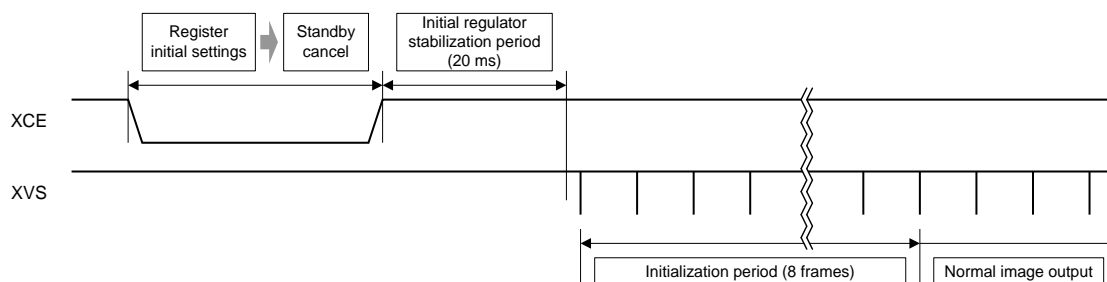 Register
initial settings
Standby
cancel
Initial regulator
stabilization period
(20 ms)
XCE
XVS
Initialization period (8 frames)
Normal image output